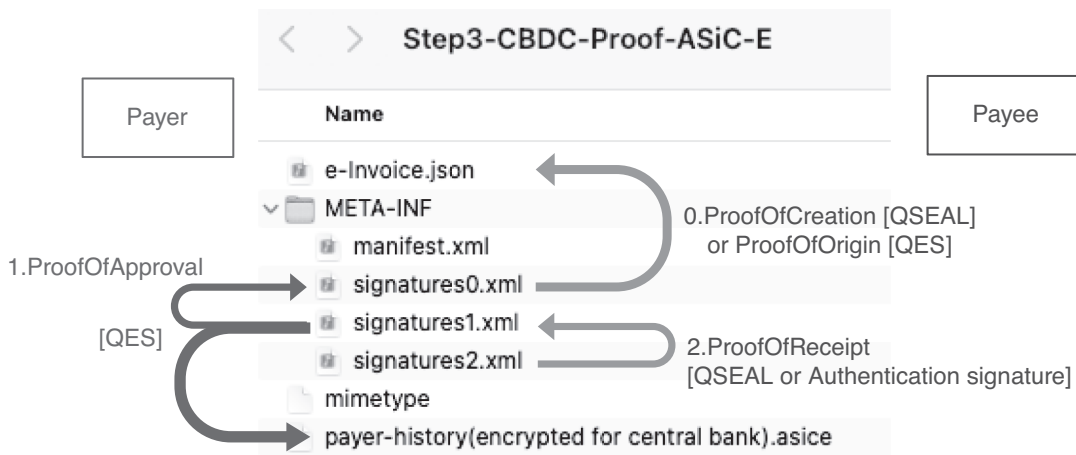 Step3-CBDC-Proof-ASiC-E
Payer
Name
Payee
e-Invoice.json
META-INF
0.ProofOfCreation [QSEAL]
or ProofOfOrigin [QES]
manifest.xml
1.ProofOfApproval
signatures0.xml
signatures1.xml
[QES]
2.ProofOfReceipt
[QSEAL or Authentication signature]
signatures2.xml
mimetype
payer-history(encrypted for central bank).asice